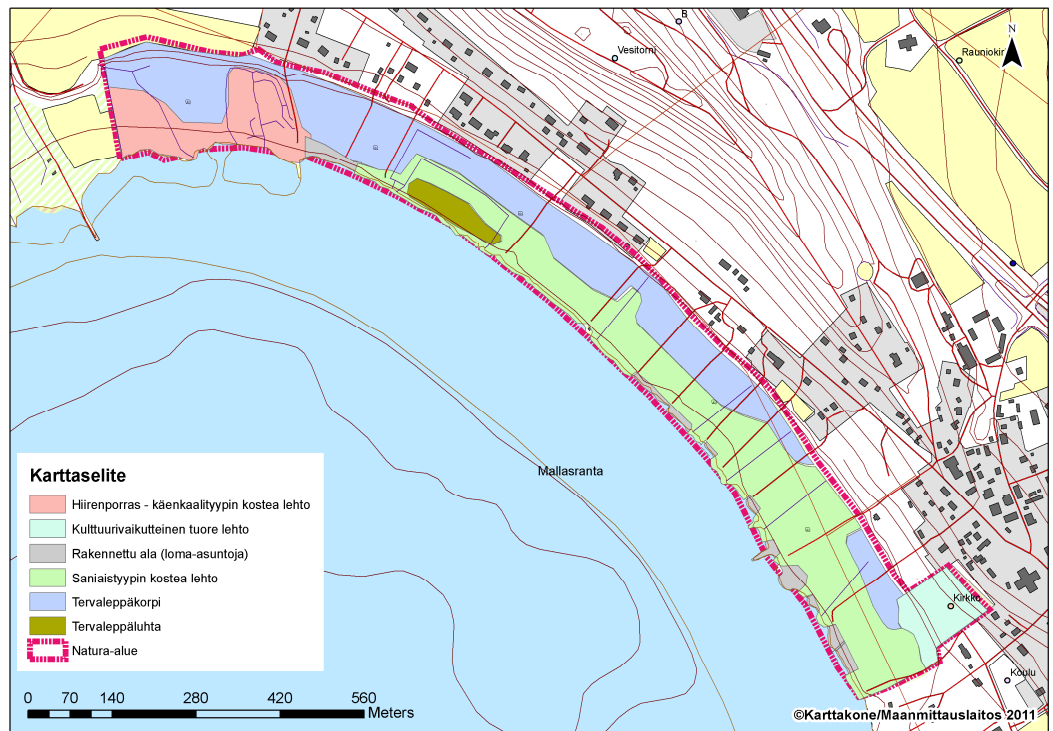 B
Vesitorni
Rauniokir
N
Mallasranta
Karttaselite
Hiirenporras - käenkaalityypin kostea lehto
Kulttuurivaikutteinen tuore lehto
Rakennettu ala (loma-asuntoja)
Saniaistyypin kostea lehto
Tervaleppäkorpi
Tervaleppäluhta
Natura-alue
Kirkko
Koulu
0 70 140 280 420 560
Meters
©Karttakone/Maanmittauslaitos 2011